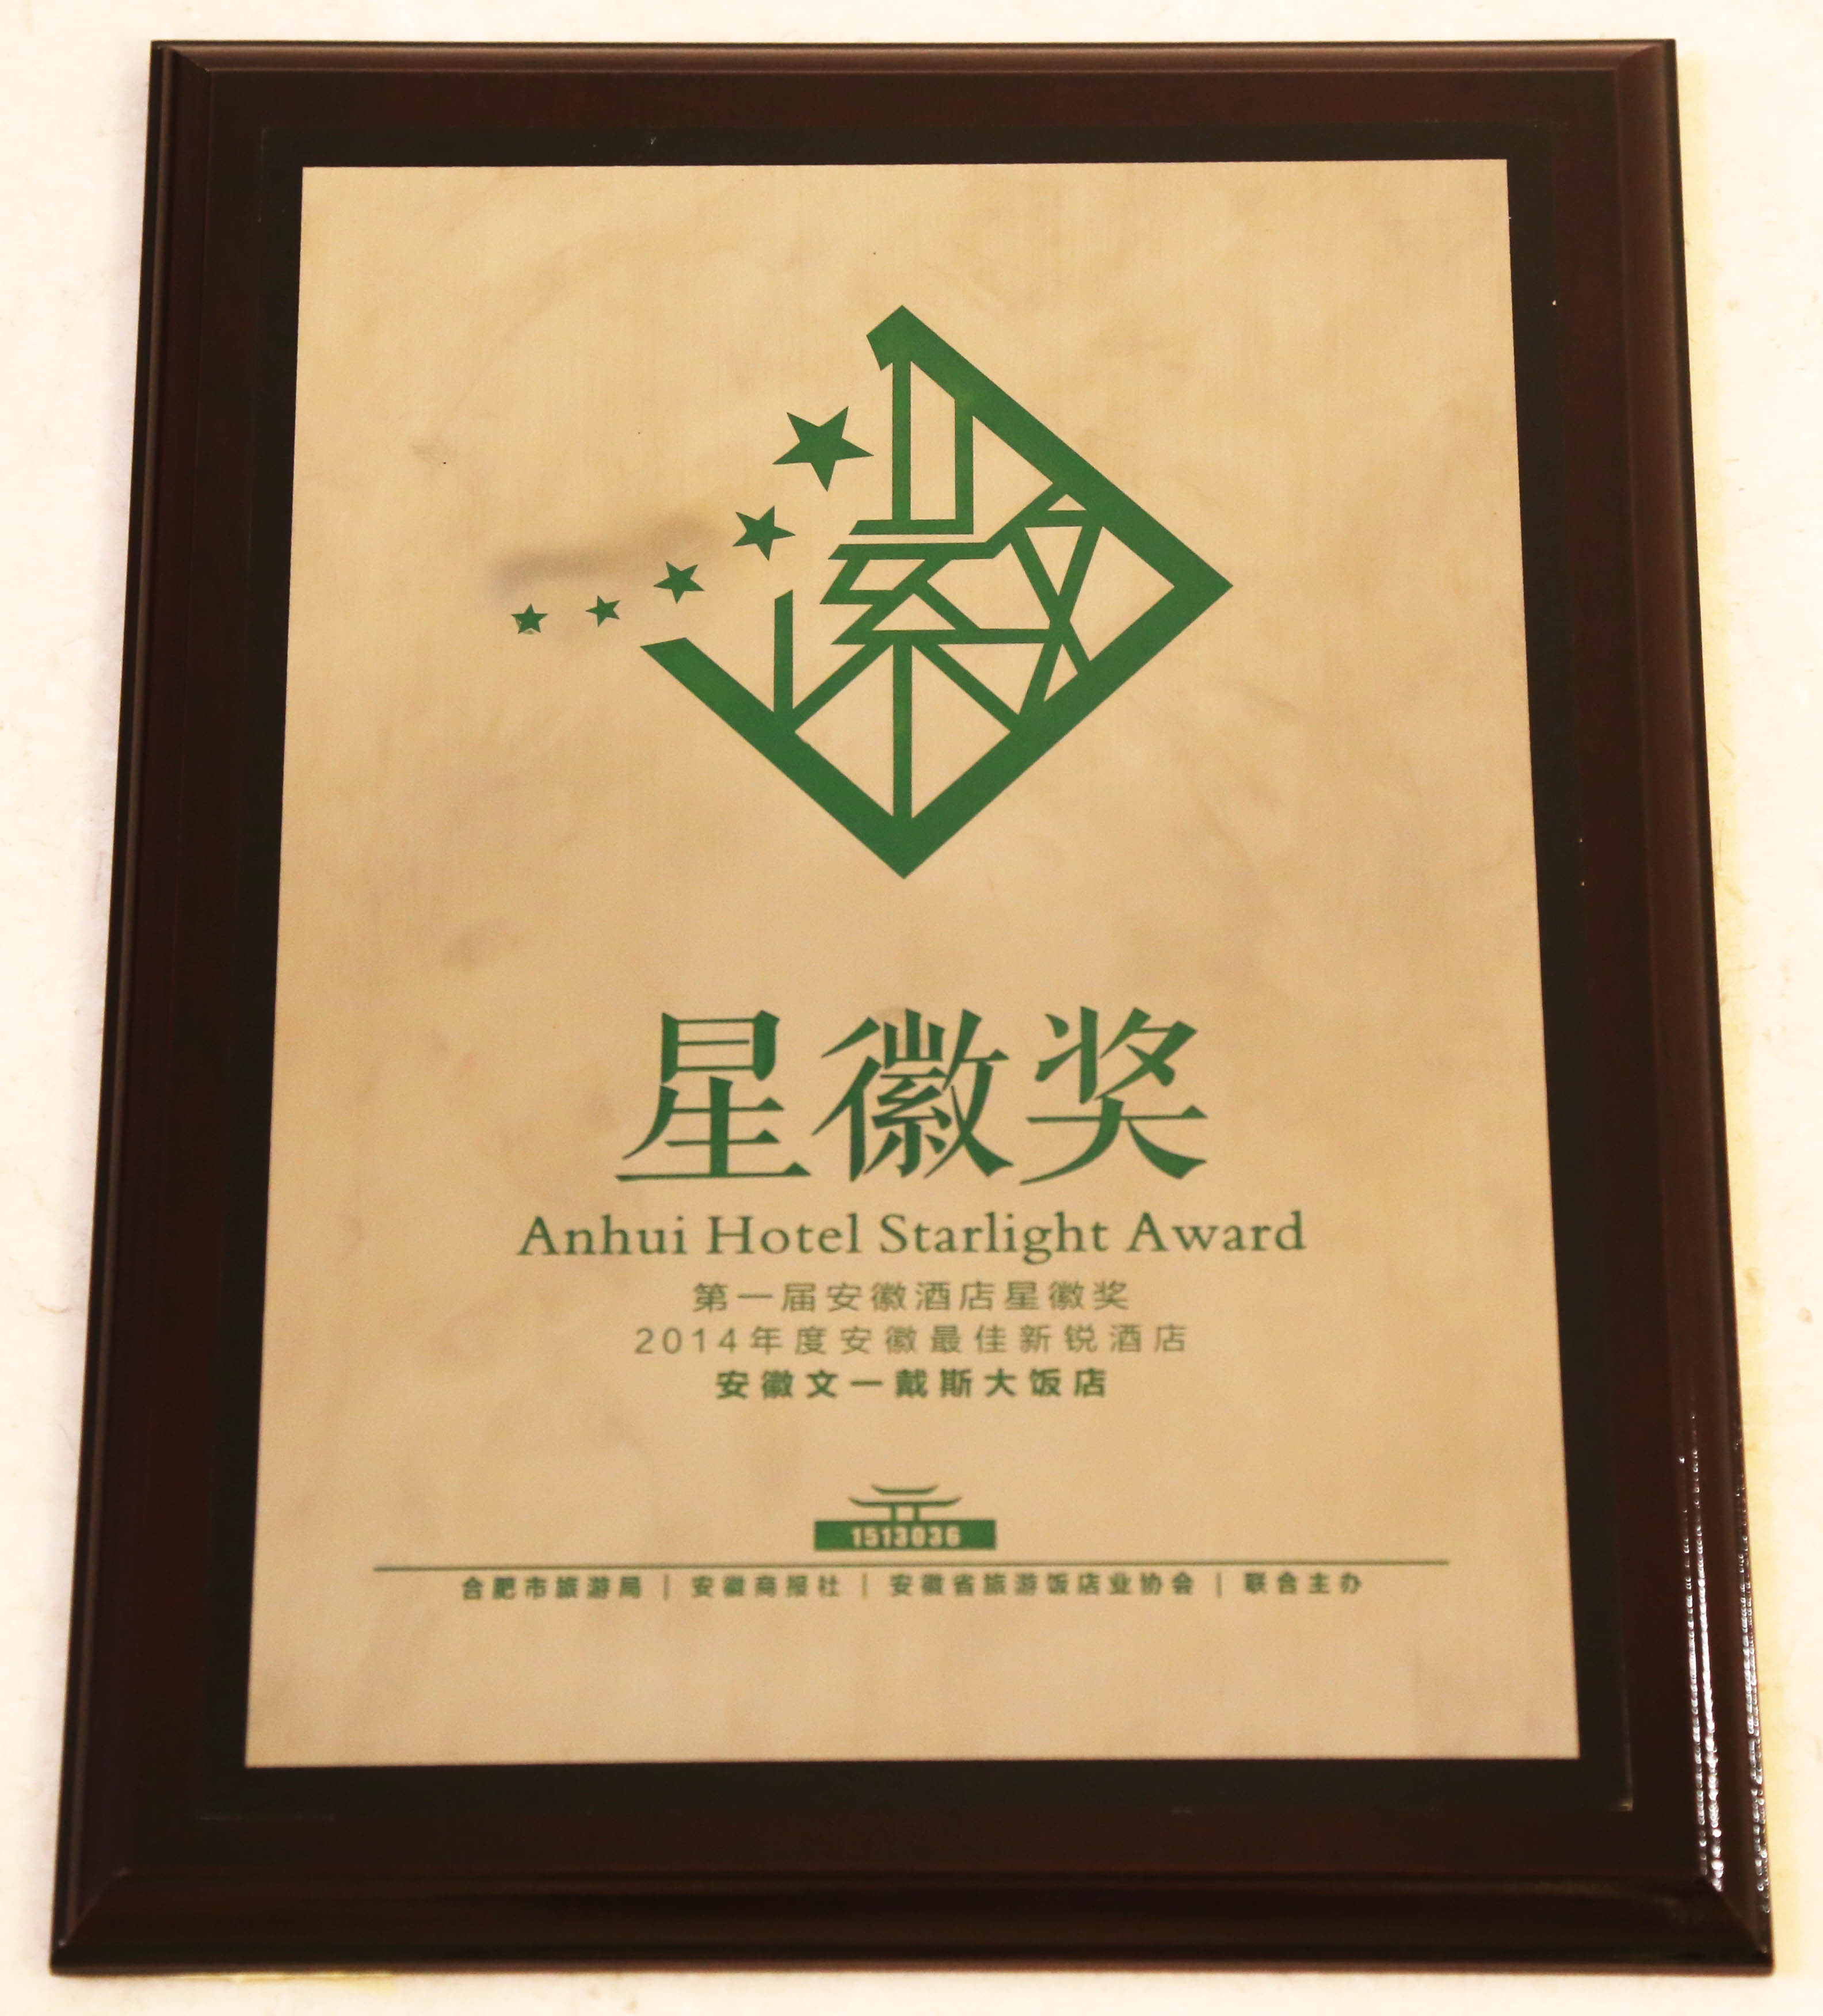 星徽奖
Anhui Hotel Starlight Award
第一届安徽酒店星徽奖
2014年度安徽最佳新锐酒店
安徽文一戴斯大饭店
1513036
合肥市旅游局 | 安徽商报社 | 安徽省旅游饭店业协会 | 联合主办